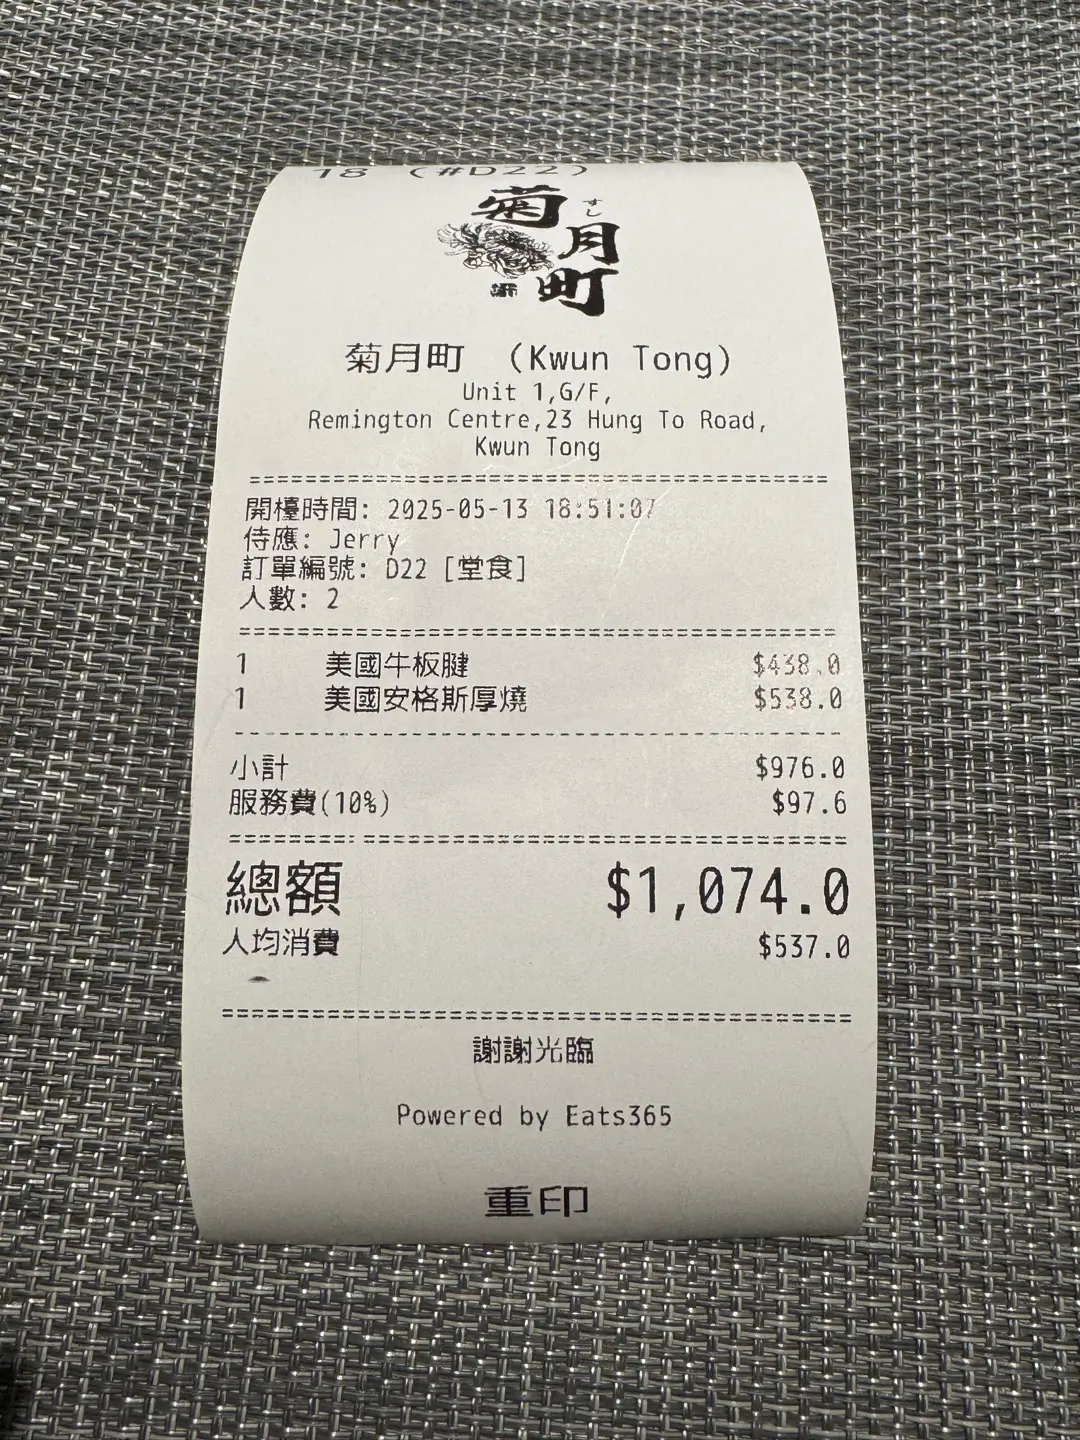 18 (#D22)
菊月町
すし
菊月町 (Kwun Tong)
Unit 1,G/F,
Remington Centre,23 Hung To Road,
Kwun Tong
開檯時間: 2025-05-13 18:51:07
侍應: Jerry
訂單編號: D22 [堂食]
人數: 2
1 美國牛板腱 $438.0
1 美國安格斯厚燒 $538.0
小計 $976.0
服務費(10%) $97.6
總額 $1,074.0
人均消費 $537.0
謝謝光臨
Powered by Eats365
重印